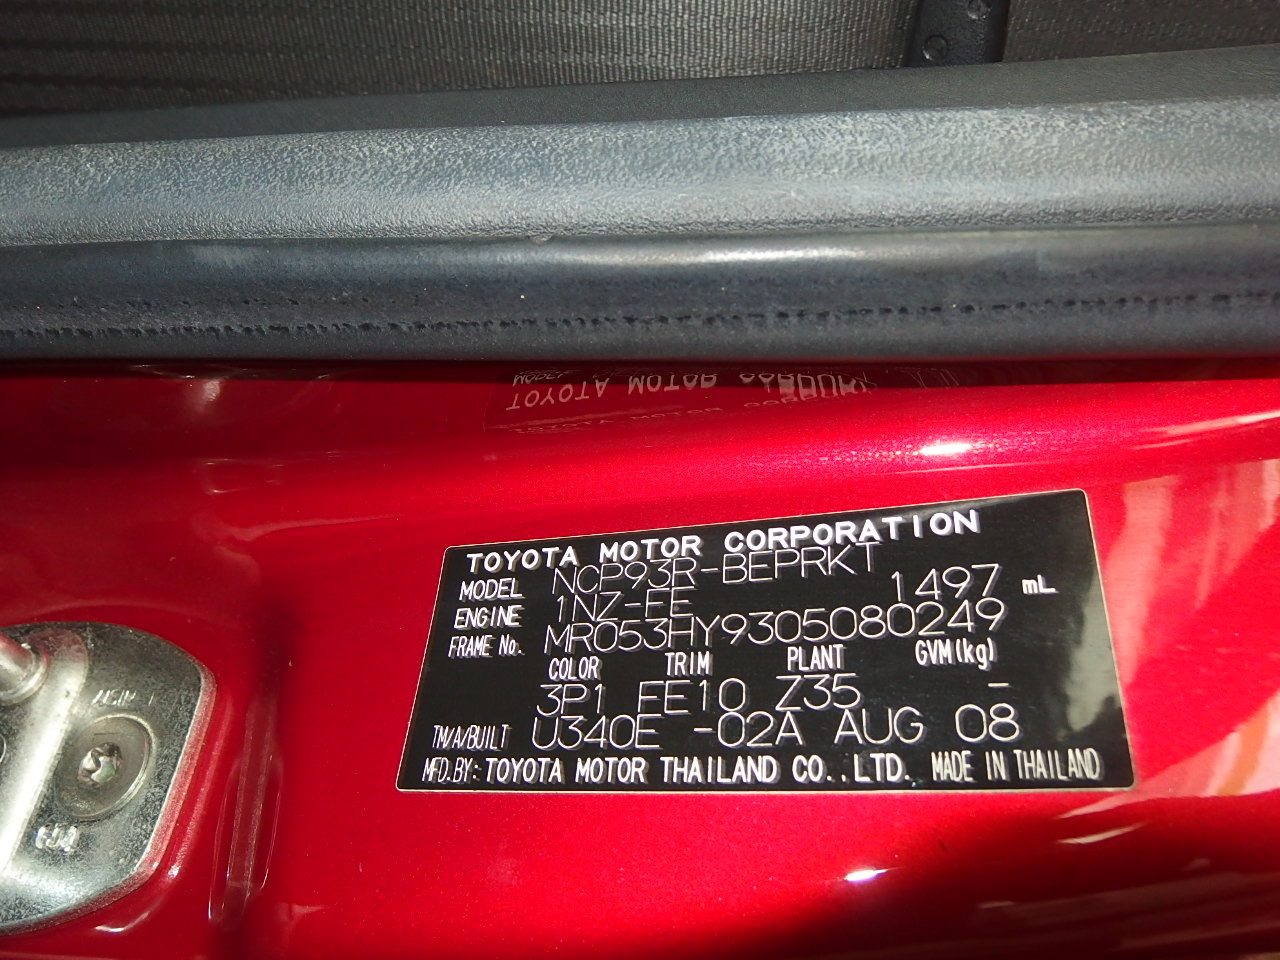 TOYOTA MOTOR CORPORATION
MODEL NCP93R-BEPRKT
ENGINE 1NZ-FE 1497 mL
FRAME No. MR053HY9305080249
COLOR TRIM PLANT GVM(kg)
3P1 FE10 Z35 -
TM/A/BUILT U340E -02A AUG 08
MFD.BY: TOYOTA MOTOR THAILAND CO.,LTD. MADE IN THAILAND